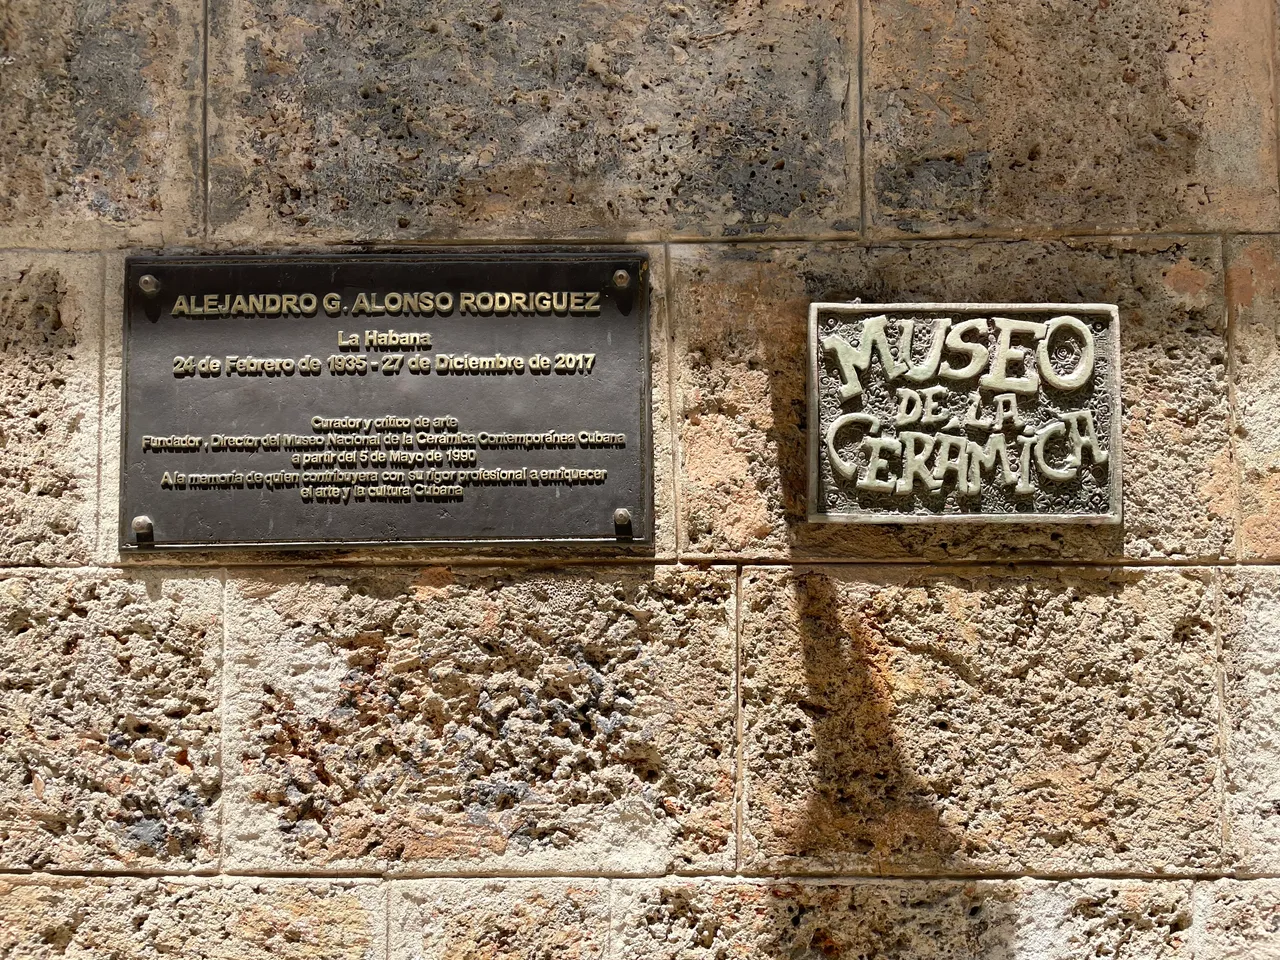 ALEJANDRO G. ALONSO RODRIGUEZ
La Habana
24 de Febrero de 1935 - 27 de Diciembre de 2017
Curador y crítico de arte
Fundador, Director del Museo Nacional de la Cerámica Contemporánea Cubana
a partir del 5 de Mayo de 1990
A la memoria de quien contribuyera con su rigor profesional a enriquecer
el arte y la cultura Cubana
MUSEO
DE LA
CERAMICA